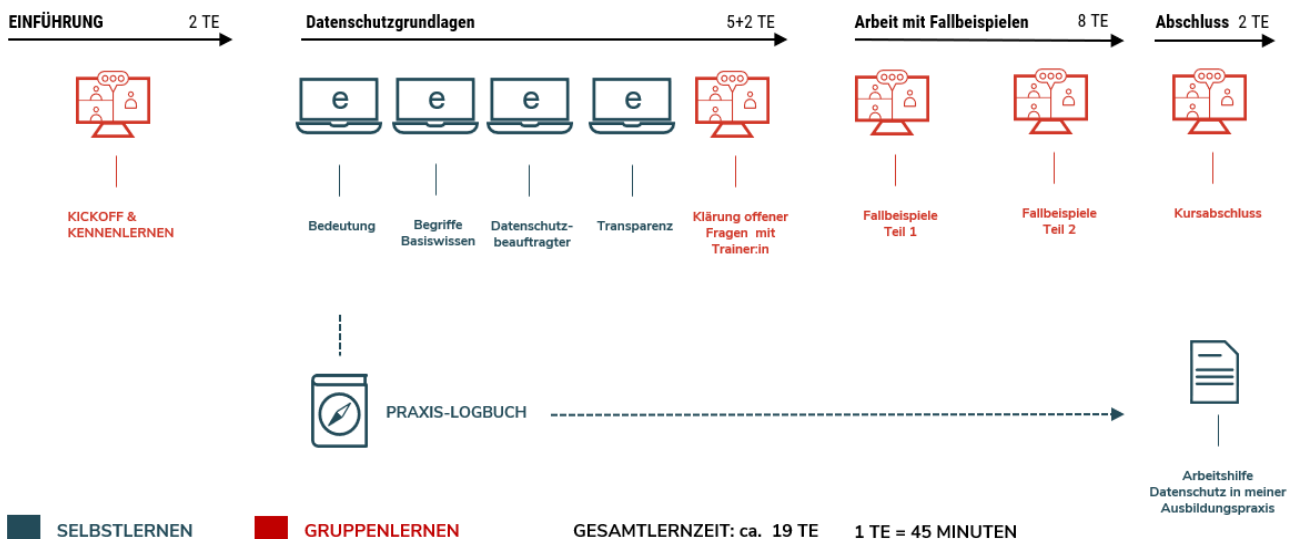 EINFÜHRUNG 2 TE
Datenschutzgrundlagen 5+2 TE
Arbeit mit Fallbeispielen 8 TE
Abschluss 2 TE
e e e e
KICKOFF &
KENNENLERNEN
Bedeutung
Begriffe
Basiswissen
Datenschutz-
beauftragter
Transparenz
Klärung offener
Fragen mit
Trainer:in
Fallbeispiele
Teil 1
Fallbeispiele
Teil 2
Kursabschluss
PRAXIS-LOGBUCH
Arbeitshilfe
Datenschutz in meiner
Ausbildungspraxis
SELBSTLERNEN
GRUPPENLERNEN
GESAMTLERNZEIT: ca. 19 TE
1 TE = 45 MINUTEN